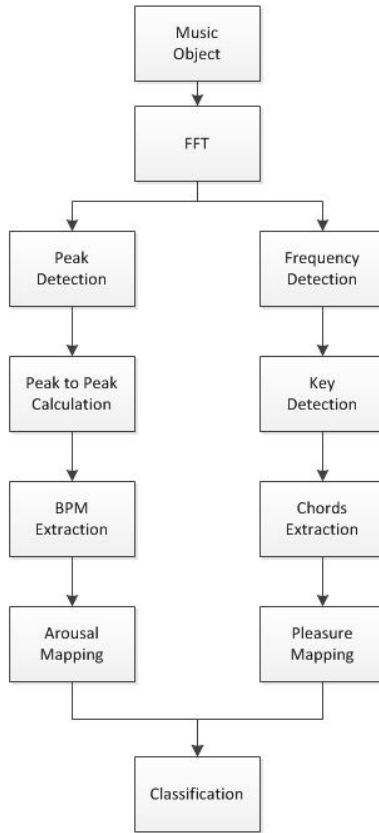 Music
Object
FFT
Peak
Detection
Frequency
Detection
Peak to Peak
Calculation
Key
Detection
BPM
Extraction
Chords
Extraction
Arousal
Mapping
Pleasure
Mapping
Classification